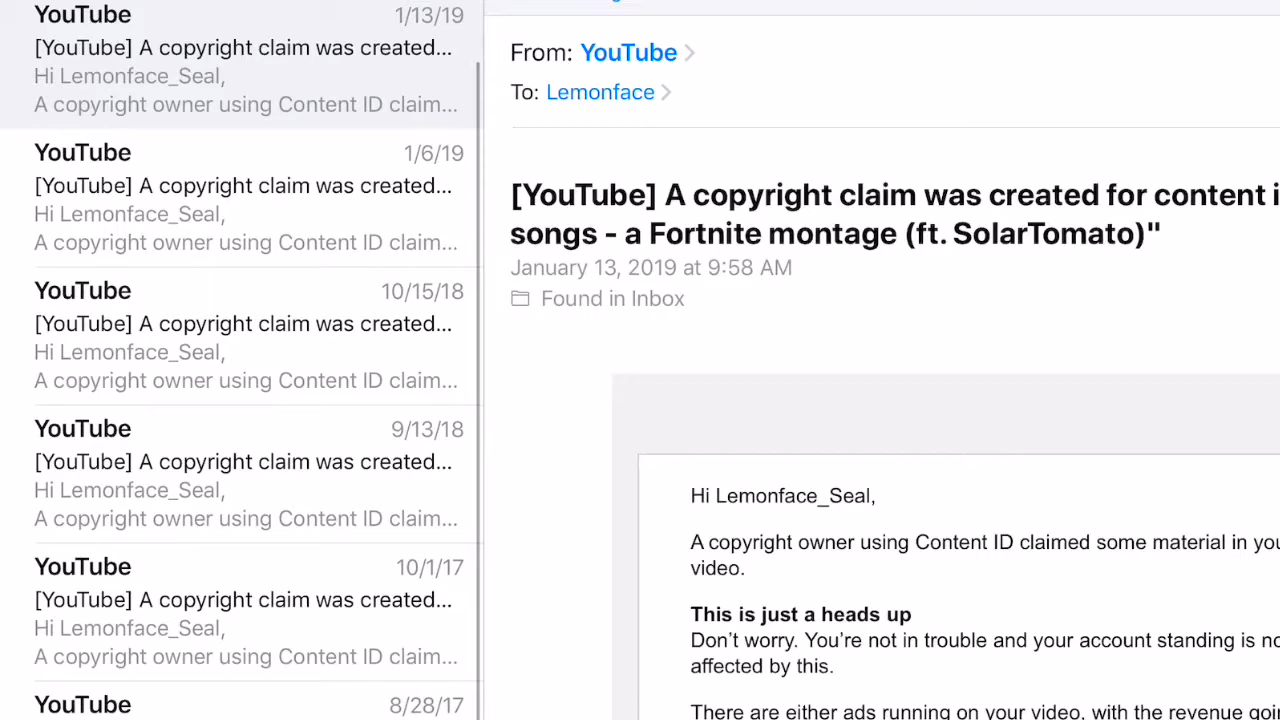 YouTube 1/13/19
[YouTube] A copyright claim was created...
Hi Lemonface_Seal,
A copyright owner using Content ID claim...
YouTube 1/6/19
[YouTube] A copyright claim was created...
Hi Lemonface_Seal,
A copyright owner using Content ID claim...
YouTube 10/15/18
[YouTube] A copyright claim was created...
Hi Lemonface_Seal,
A copyright owner using Content ID claim...
YouTube 9/13/18
[YouTube] A copyright claim was created...
Hi Lemonface_Seal,
A copyright owner using Content ID claim...
YouTube 10/1/17
[YouTube] A copyright claim was created...
Hi Lemonface_Seal,
A copyright owner using Content ID claim...
YouTube 8/28/17
From: YouTube
To: Lemonface
[YouTube] A copyright claim was created for content i
songs - a Fortnite montage (ft. SolarTomato)"
January 13, 2019 at 9:58 AM
Found in Inbox
Hi Lemonface_Seal,
A copyright owner using Content ID claimed some material in you
video.
This is just a heads up
Don't worry. You're not in trouble and your account standing is no
affected by this.
There are either ads running on your video, with the revenue goin